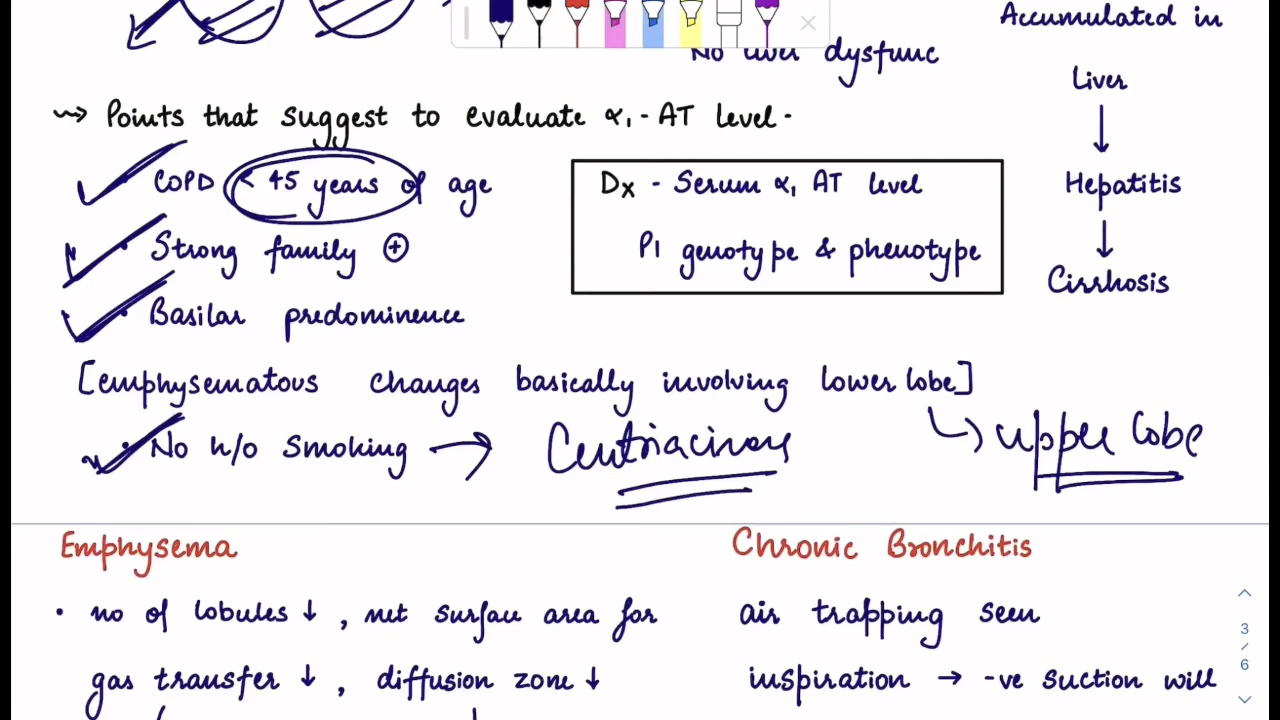 Accumulated in
No liver dysfunc
Liver
↝ Points that suggest to evaluate α₁-AT level-
COPD < 45 years of age
Dx - Serum α₁ AT level
↓
Hepatitis
• Strong family ⊕
PI genotype & phenotype
↓
Cirrhosis
• Basilar predominence
[emphysematous changes basically involving lower lobe]
↳ upper lobe
• No h/o smoking → Centriacinar
Emphysema
Chronic Bronchitis
• no of lobules ↓, net surface area for
air trapping seen
gas transfer ↓, diffusion zone ↓
inspiration → -ve suction will
3
/
6